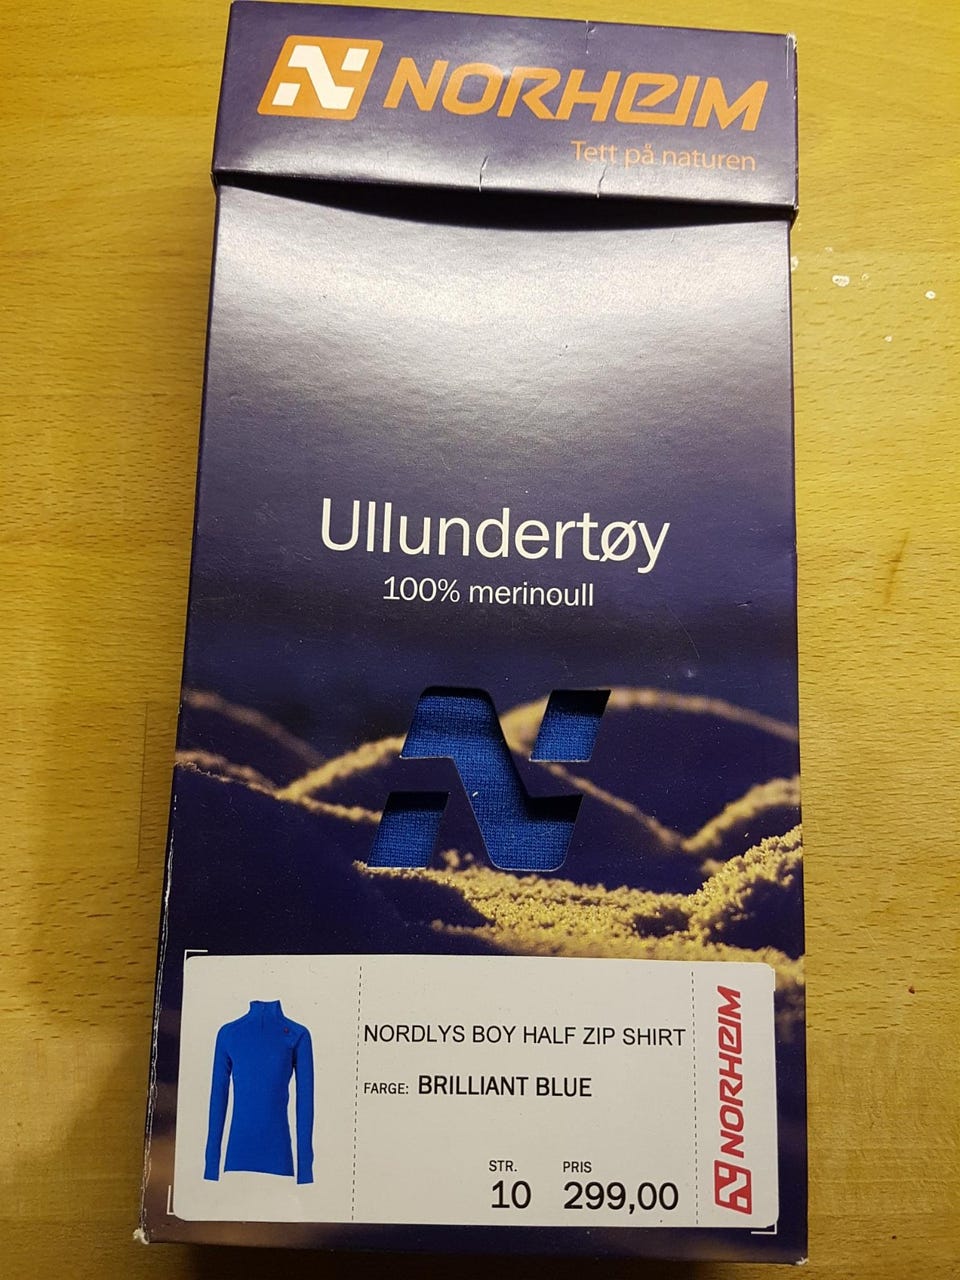 NORHEIM
Tett på naturen
Ullundertøy
100% merinoull
NORDLYS BOY HALF ZIP SHIRT
FARGE: BRILLIANT BLUE
STR. PRIS
10 299,00
NORHEIM